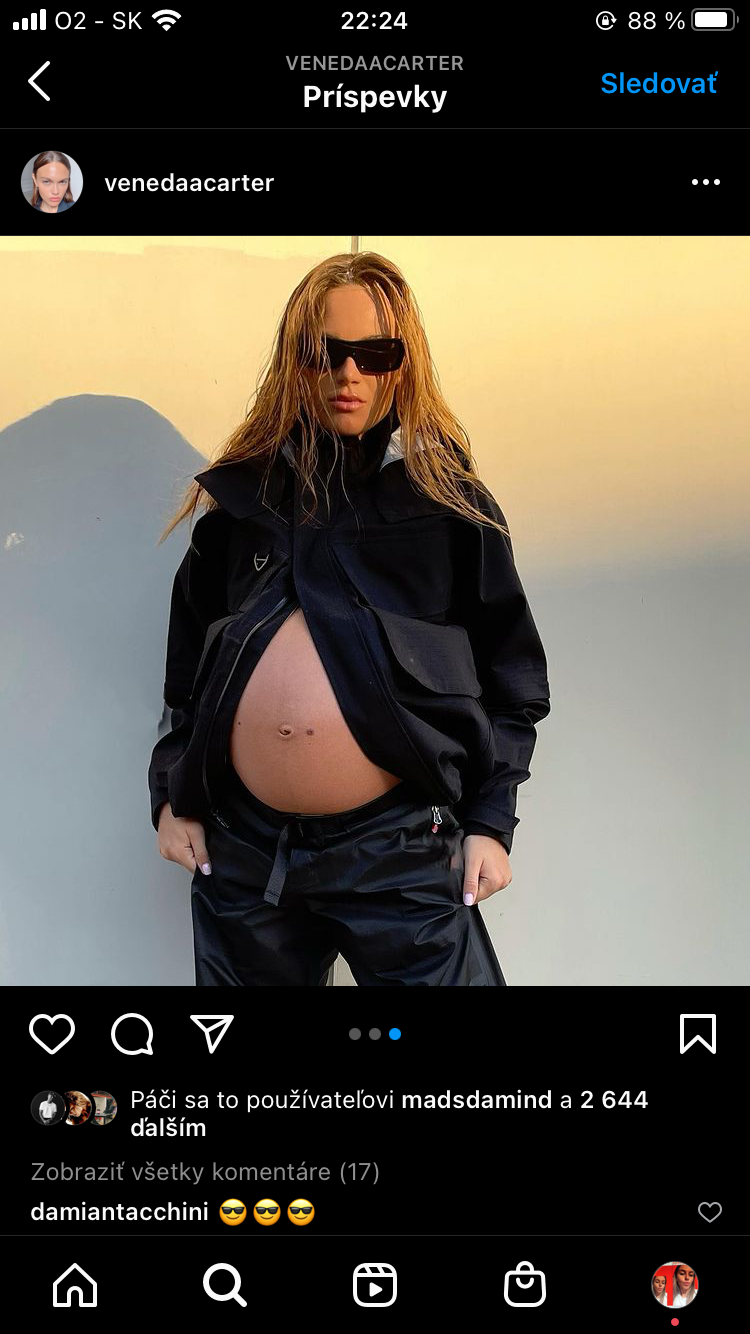 O2 - SK
22:24
88 %
VENEDAACARTER
Príspevky
Sledovať
venedaacarter
Páči sa to používateľovi madsdamind a 2 644
ďalším
Zobraziť všetky komentáre (17)
damiantacchini 😎😎😎